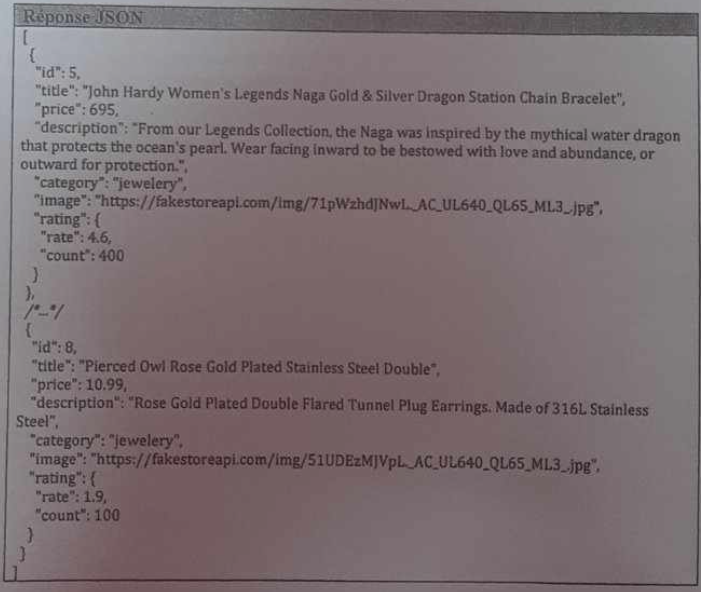 Réponse JSON
[
{
"id": 5,
"title": "John Hardy Women's Legends Naga Gold & Silver Dragon Station Chain Bracelet",
"price": 695,
"description": "From our Legends Collection, the Naga was inspired by the mythical water dragon
that protects the ocean's pearl. Wear facing inward to be bestowed with love and abundance, or
outward for protection.",
"category": "jewelery",
"image": "https://fakestoreapi.com/img/71pWzhdJNwL._AC_UL640_QL65_ML3_.jpg",
"rating": {
"rate": 4.6,
"count": 400
}
},
/*...*/
{
"id": 8,
"title": "Pierced Owl Rose Gold Plated Stainless Steel Double",
"price": 10.99,
"description": "Rose Gold Plated Double Flared Tunnel Plug Earrings. Made of 316L Stainless
Steel",
"category": "jewelery",
"image": "https://fakestoreapi.com/img/51UDEzMJVpL._AC_UL640_QL65_ML3_.jpg",
"rating": {
"rate": 1.9,
"count": 100
}
}
]